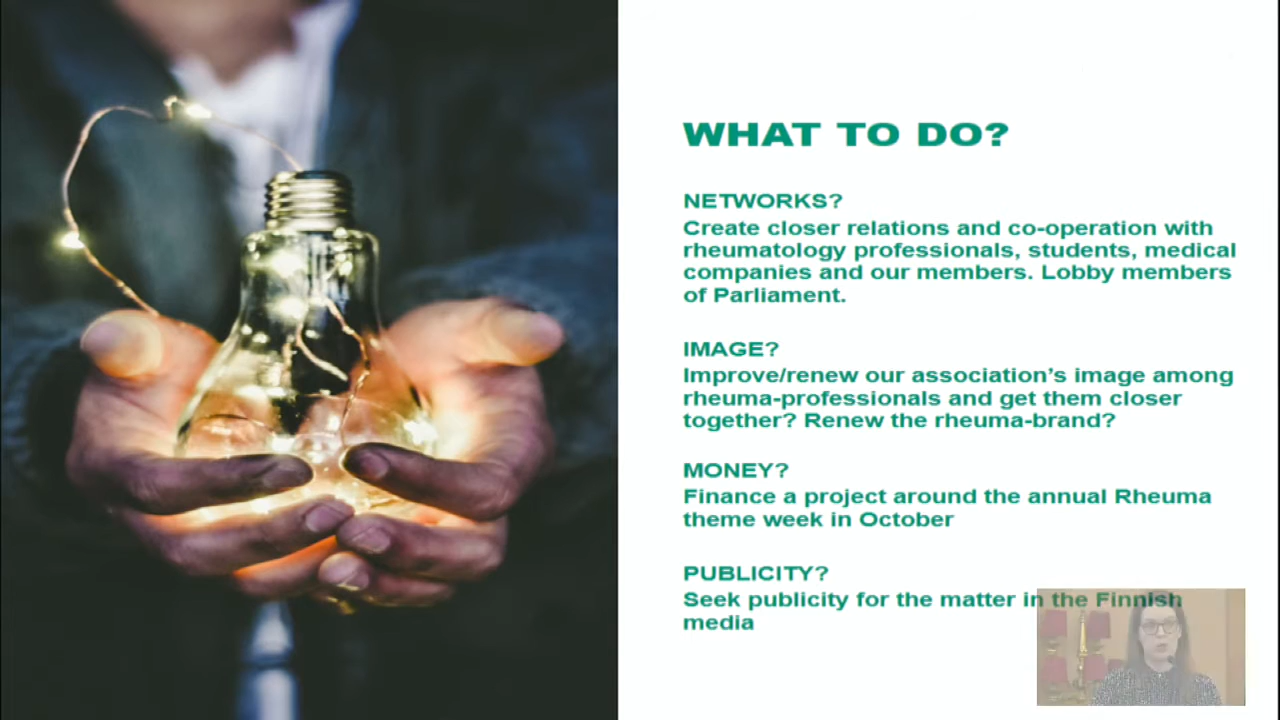 WHAT TO DO?
NETWORKS?
Create closer relations and co-operation with
rheumatology professionals, students, medical
companies and our members. Lobby members
of Parliament.
IMAGE?
Improve/renew our association’s image among
rheuma-professionals and get them closer
together? Renew the rheuma-brand?
MONEY?
Finance a project around the annual Rheuma
theme week in October
PUBLICITY?
Seek publicity for the matter in the Finnish
media